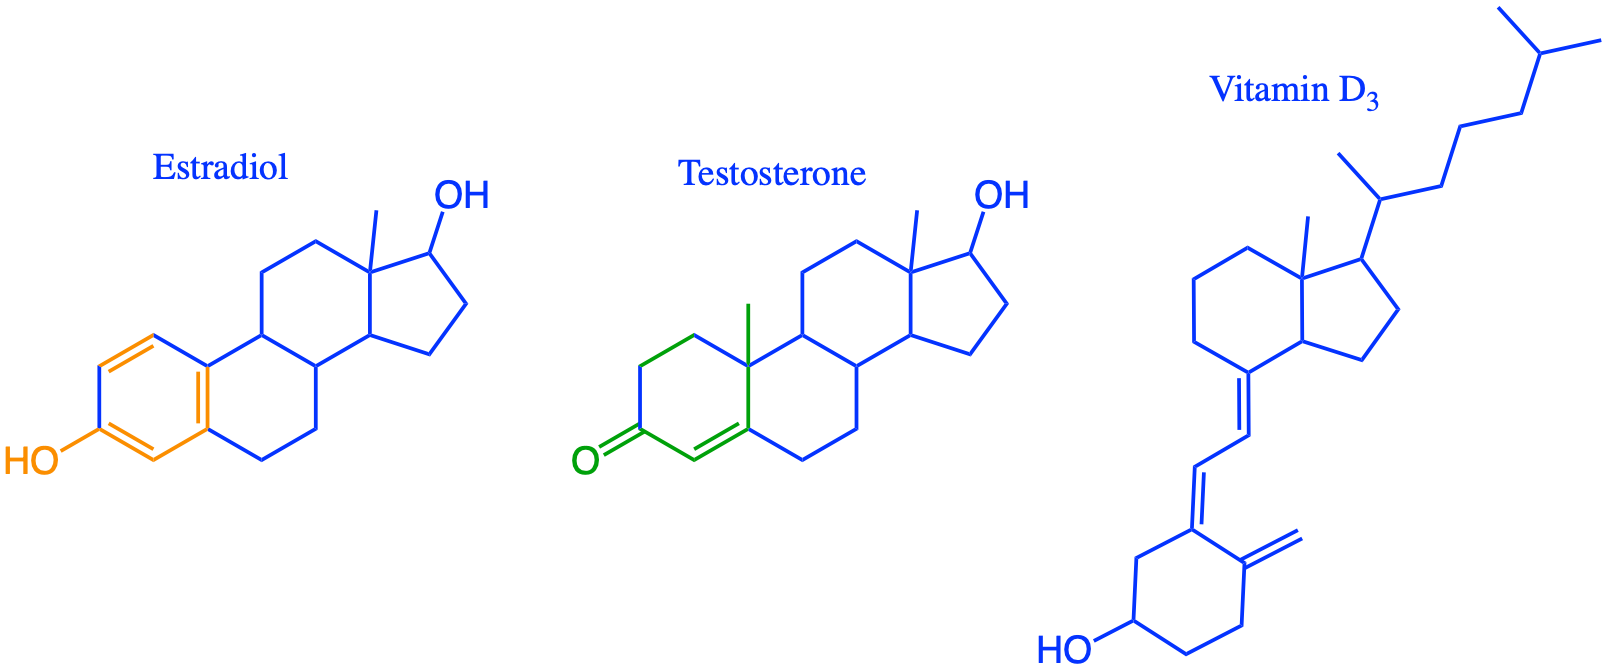 Estradiol
OH
HO
Testosterone
OH
O
Vitamin D₃
HO